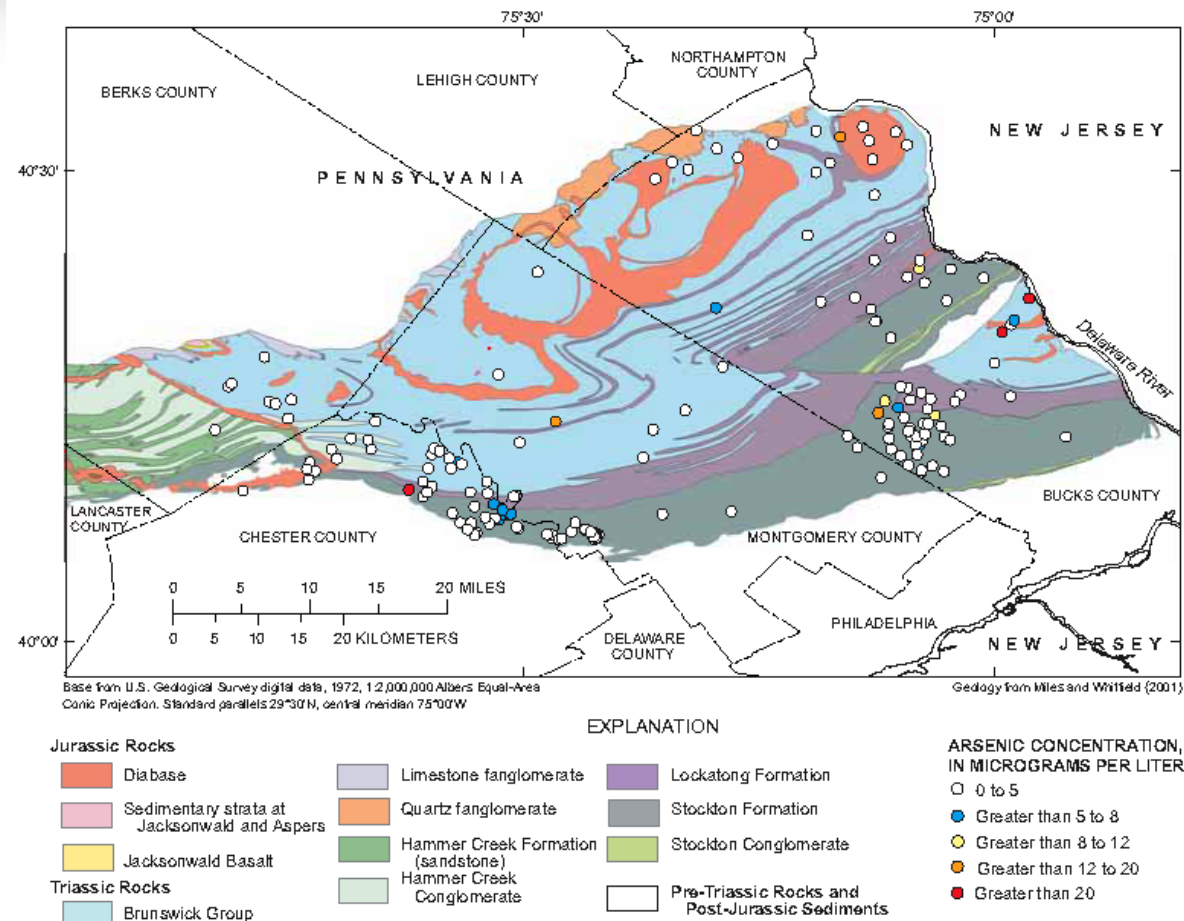 75°30'
75°00'
BERKS COUNTY
LEHIGH COUNTY
NORTHAMPTON
COUNTY
NEW JERSEY
40°30'
PENNSYLVANIA
Delaware River
LANCASTER
COUNTY
CHESTER COUNTY
MONTGOMERY COUNTY
BUCKS COUNTY
0 5 10 15 20 MILES
0 5 10 15 20 KILOMETERS
DELAWARE
COUNTY
PHILADELPHIA
NEW JERSEY
40°00'
Base from U.S. Geological Survey digital data, 1972, 1:2,000,000 Albers Equal-Area
Conic Projection. Standard parallels 29°30'N, central meridian 75°00'W
Geology from Miles and Whitfield (2001)
EXPLANATION
Jurassic Rocks
Diabase
Sedimentary strata at
Jacksonwald and Aspers
Jacksonwald Basalt
Triassic Rocks
Brunswick Group
Limestone fanglomerate
Quartz fanglomerate
Hammer Creek Formation
(sandstone)
Hammer Creek
Conglomerate
Lockatong Formation
Stockton Formation
Stockton Conglomerate
Pre-Triassic Rocks and
Post-Jurassic Sediments
ARSENIC CONCENTRATION,
IN MICROGRAMS PER LITER
0 to 5
Greater than 5 to 8
Greater than 8 to 12
Greater than 12 to 20
Greater than 20